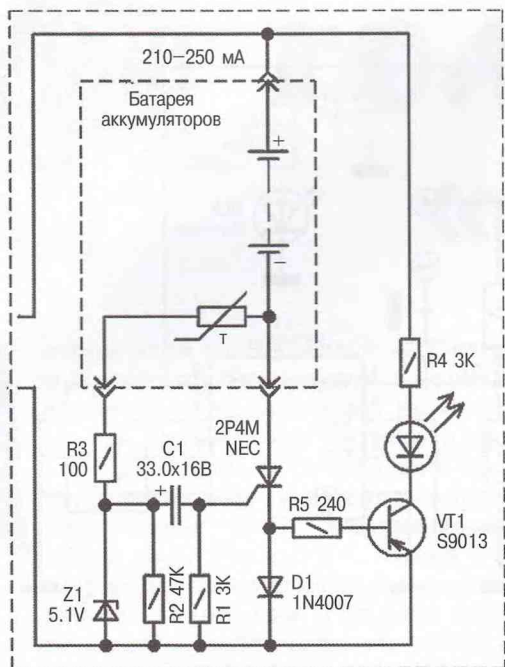 210–250 мА
Батарея
аккумуляторов
+
−
T
R4 3K
2P4M
NEC
R3
100
C1
33.0x16В
+
R5 240
VT1
S9013
Z1
5.1V
R2 47K
R1 3K
D1
1N4007